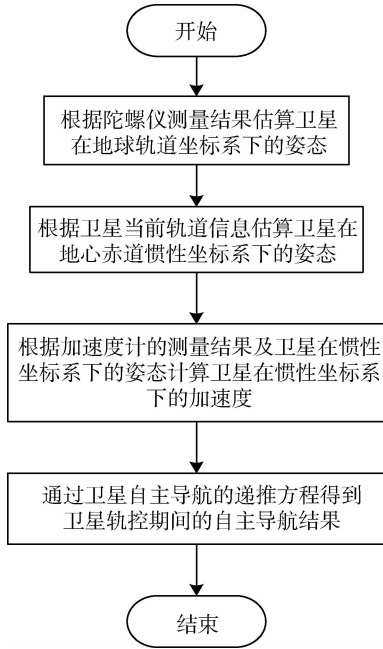 开始
根据陀螺仪测量结果估算卫星
在地球轨道坐标系下的姿态
根据卫星当前轨道信息估算卫星在
地心赤道惯性坐标系下的姿态
根据加速度计的测量结果及卫星在惯性
坐标系下的姿态计算卫星在惯性坐标系
下的加速度
通过卫星自主导航的递推方程得到
卫星轨控期间的自主导航结果
结束